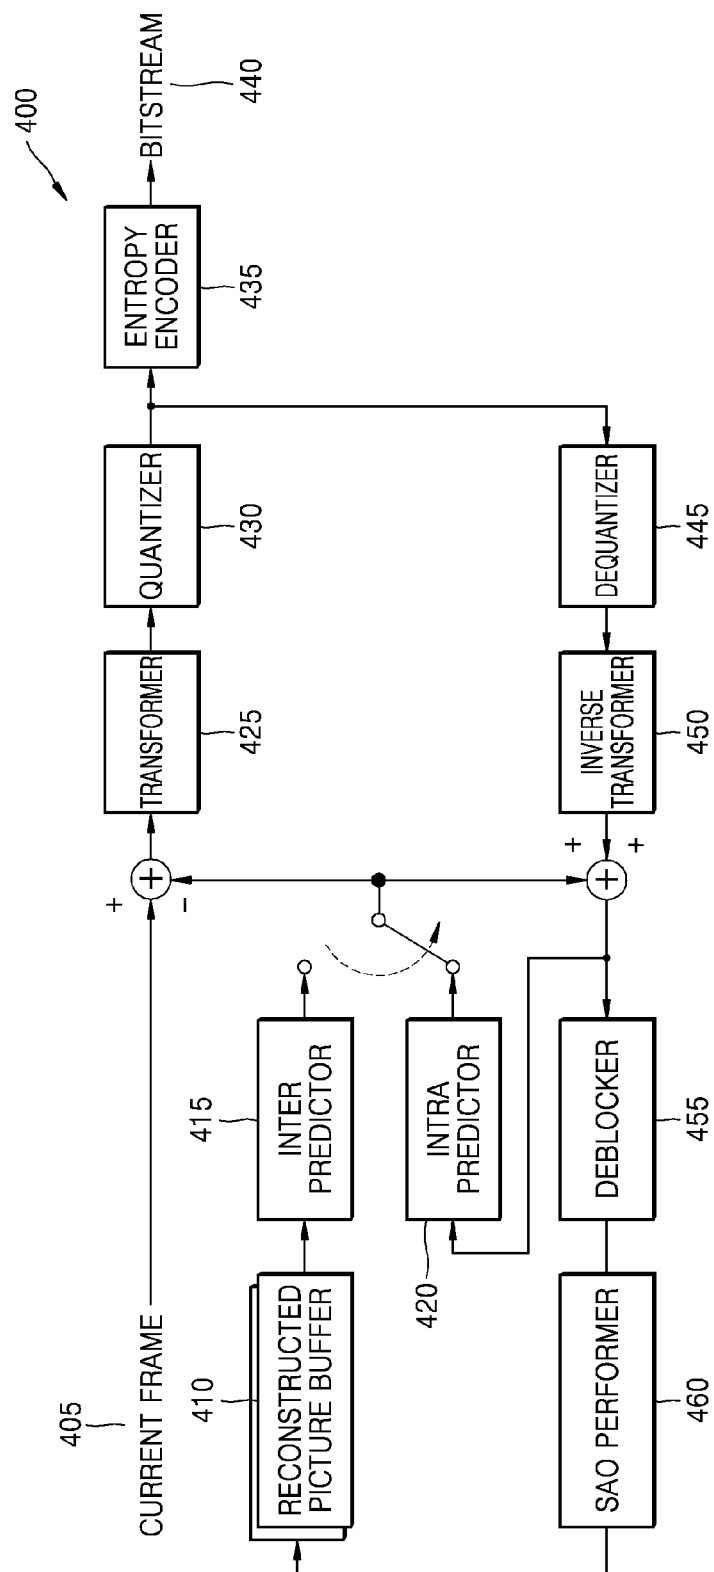 400
405
CURRENT FRAME
+
−
+
TRANSFORMER
425
QUANTIZER
430
ENTROPY
ENCODER
435
BITSTREAM
440
RECONSTRUCTED
PICTURE BUFFER
410
INTER
PREDICTOR
415
INTRA
PREDICTOR
420
DEQUANTIZER
445
INVERSE
TRANSFORMER
450
+
+
+
DEBLOCKER
455
SAO PERFORMER
460